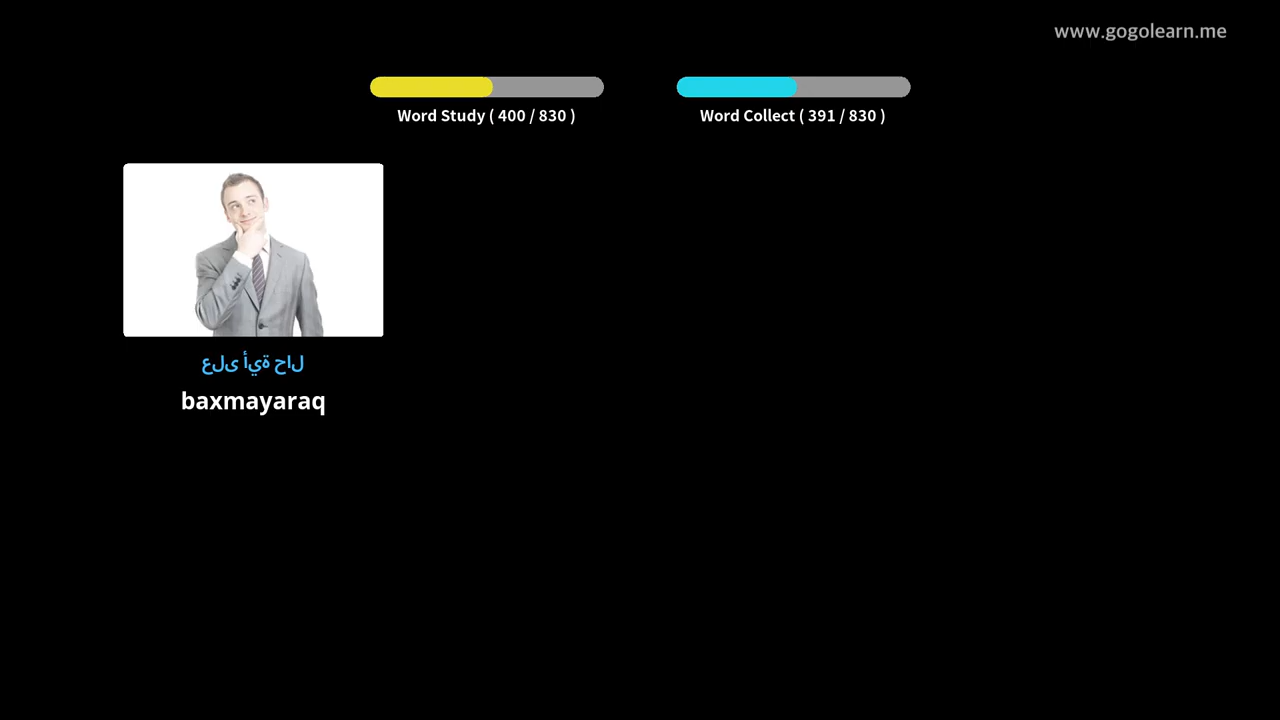 www.gogolearn.me
Word Study ( 400 / 830 )
Word Collect ( 391 / 830 )
على أية حال
baxmayaraq